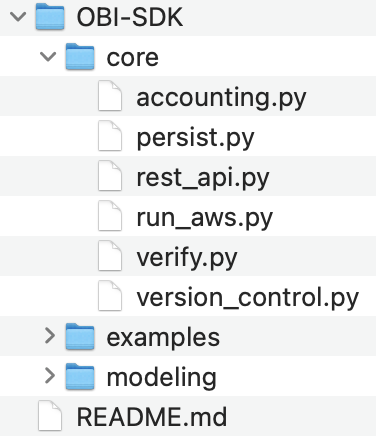 OBI-SDK
core
accounting.py
persist.py
rest_api.py
run_aws.py
verify.py
version_control.py
examples
modeling
README.md